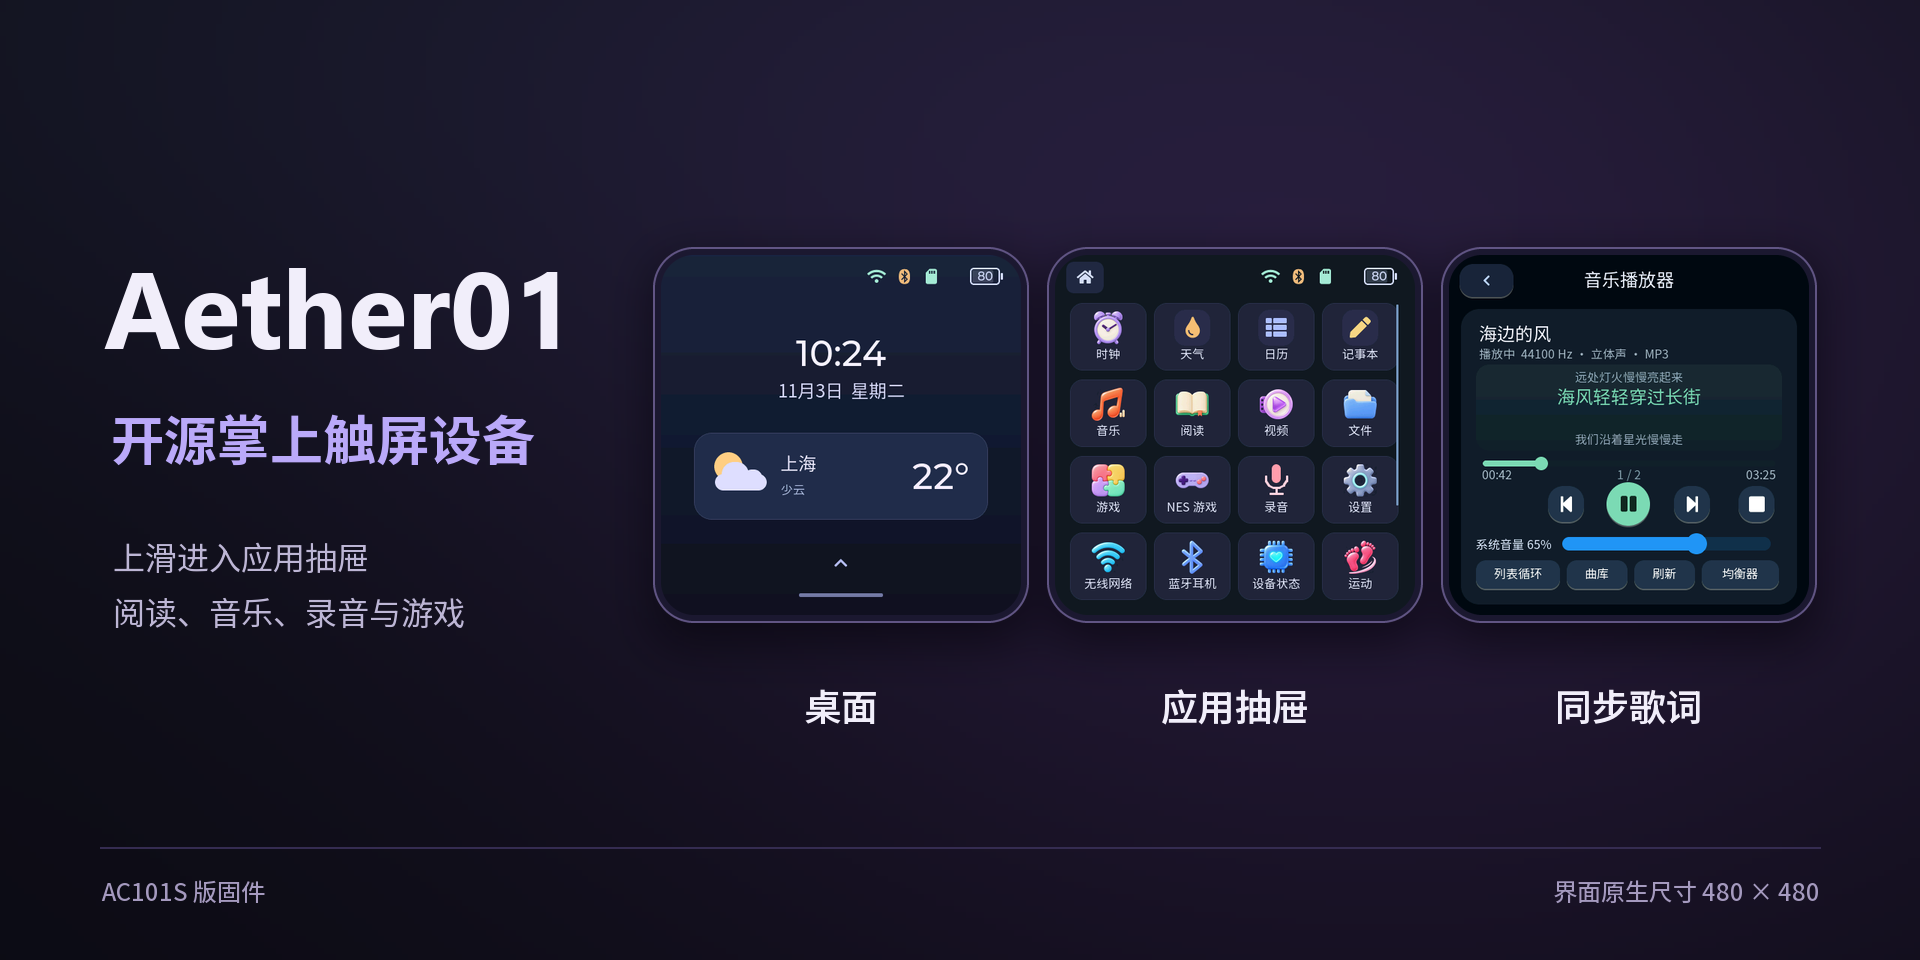 Aether01
开源掌上触屏设备
上滑进入应用抽屉
阅读、音乐、录音与游戏
80
10:24
11月3日 星期二
上海
少云
22°
桌面
80
时钟
天气
日历
记事本
音乐
阅读
视频
文件
游戏
NES 游戏
录音
设置
无线网络
蓝牙耳机
设备状态
运动
应用抽屉
音乐播放器
海边的风
播放中 44100 Hz · 立体声 · MP3
远处灯火慢慢亮起来
海风轻轻穿过长街
我们沿着星光慢慢走
00:42
1 / 2
03:25
系统音量 65%
列表循环
曲库
刷新
均衡器
同步歌词
AC101S 版固件
界面原生尺寸 480 × 480